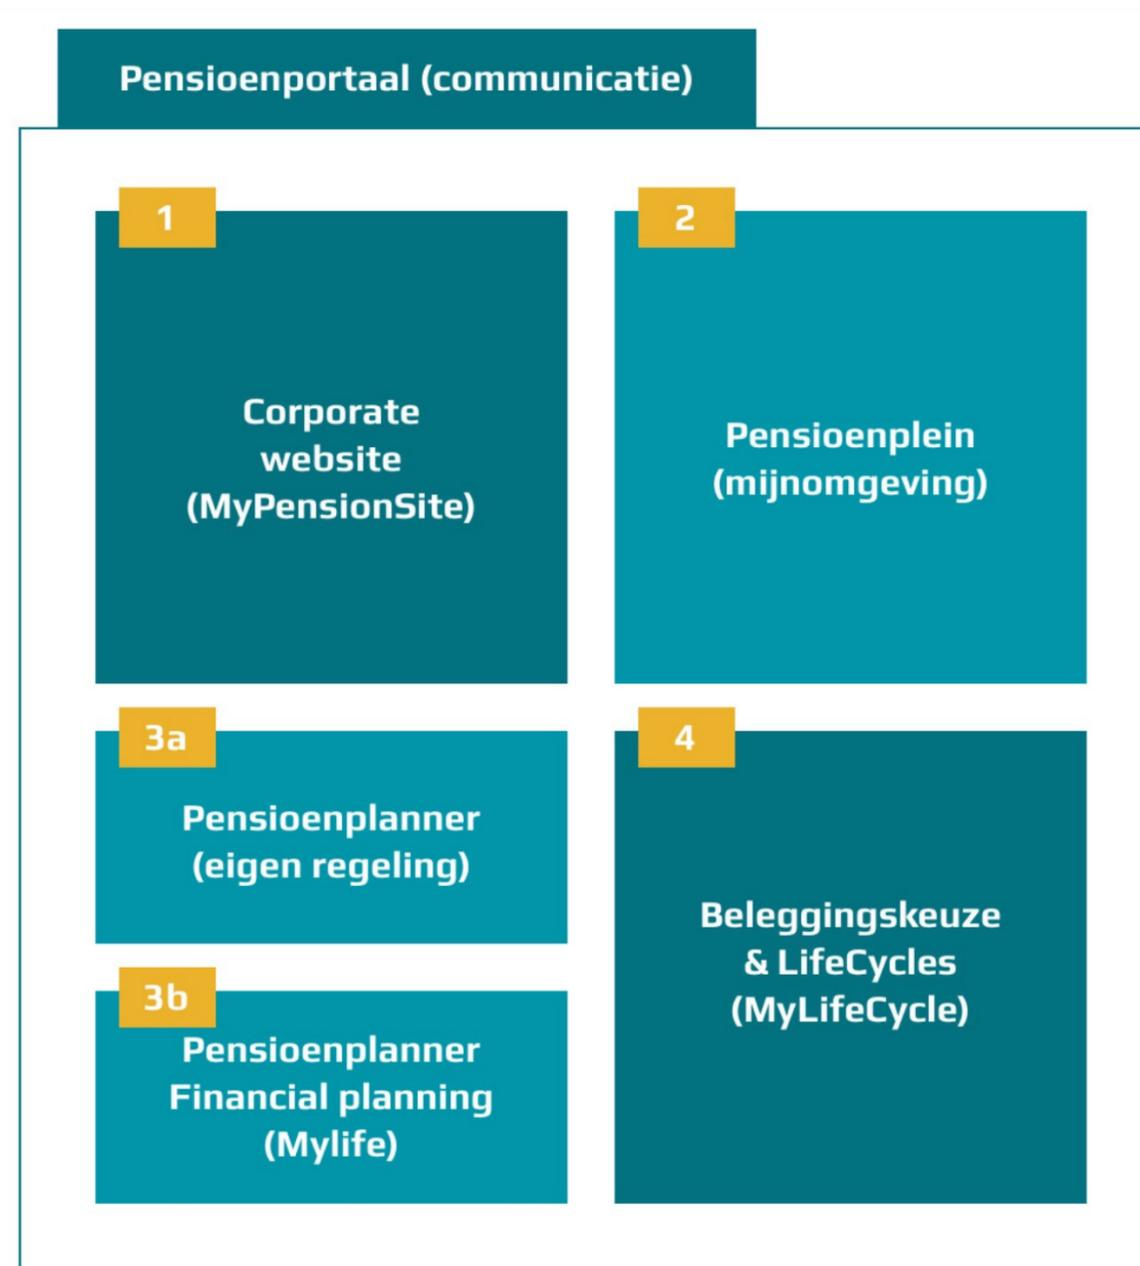 Pensioenportaal (communicatie)
1
Corporate
website
(MyPensionSite)
2
Pensioenplein
(mijnomgeving)
3a
Pensioenplanner
(eigen regeling)
3b
Pensioenplanner
Financial planning
(Mylife)
4
Beleggingskeuze
& LifeCycles
(MyLifeCycle)